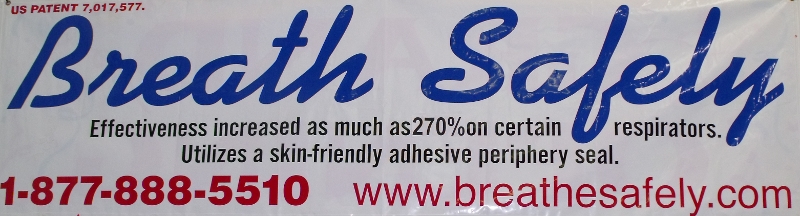 US PATENT 7,017,577.
Breath Safely
Effectiveness increased as much as270%on certain respirators.
Utilizes a skin-friendly adhesive periphery seal.
1-877-888-5510 www.breathesafely.com